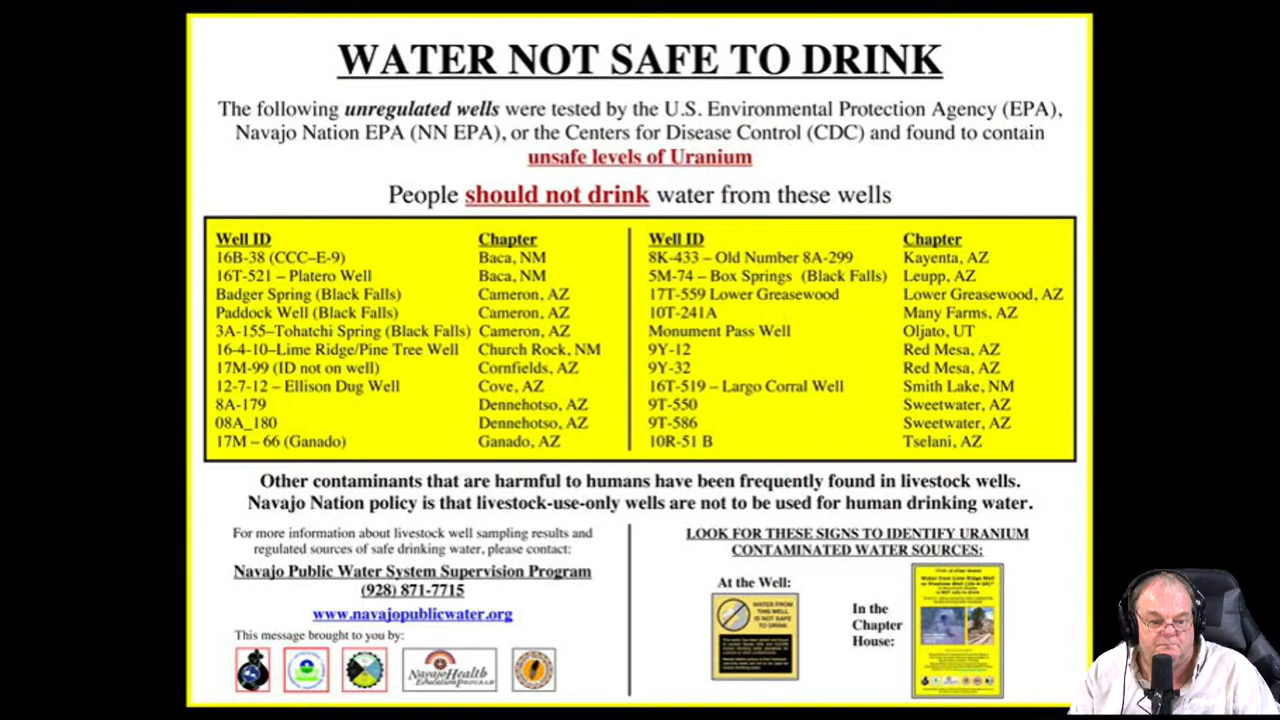 WATER NOT SAFE TO DRINK
The following unregulated wells were tested by the U.S. Environmental Protection Agency (EPA),
Navajo Nation EPA (NN EPA), or the Centers for Disease Control (CDC) and found to contain
unsafe levels of Uranium
People should not drink water from these wells
Well ID Chapter
16B-38 (CCC–E-9) Baca, NM
16T-521 – Platero Well Baca, NM
Badger Spring (Black Falls) Cameron, AZ
Paddock Well (Black Falls) Cameron, AZ
3A-155–Tohatchi Spring (Black Falls) Cameron, AZ
16-4-10–Lime Ridge/Pine Tree Well Church Rock, NM
17M-99 (ID not on well) Cornfields, AZ
12-7-12 – Ellison Dug Well Cove, AZ
8A-179 Dennehotso, AZ
08A_180 Dennehotso, AZ
17M – 66 (Ganado) Ganado, AZ
Well ID Chapter
8K-433 – Old Number 8A-299 Kayenta, AZ
5M-74 – Box Springs (Black Falls) Leupp, AZ
17T-559 Lower Greasewood Lower Greasewood, AZ
10T-241A Many Farms, AZ
Monument Pass Well Oljato, UT
9Y-12 Red Mesa, AZ
9Y-32 Red Mesa, AZ
16T-519 – Largo Corral Well Smith Lake, NM
9T-550 Sweetwater, AZ
9T-586 Sweetwater, AZ
10R-51 B Tselani, AZ
Other contaminants that are harmful to humans have been frequently found in livestock wells.
Navajo Nation policy is that livestock-use-only wells are not to be used for human drinking water.
For more information about livestock well sampling results and
regulated sources of safe drinking water, please contact:
Navajo Public Water System Supervision Program
(928) 871-7715
www.navajopublicwater.org
This message brought to you by:
NavajoHealth
Education PROGRAM
LOOK FOR THESE SIGNS TO IDENTIFY URANIUM
CONTAMINATED WATER SOURCES:
At the Well:
WATER FROM
THIS WELL
IS NOT SAFE
TO DRINK
In the
Chapter
House: